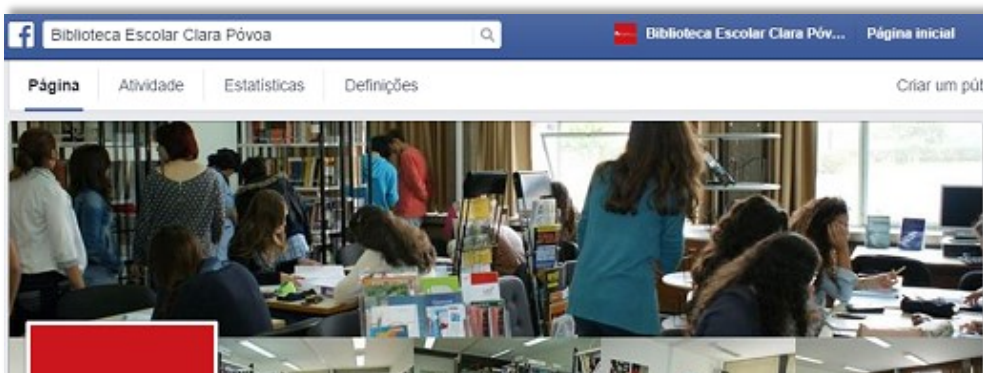 Biblioteca Escolar Clara Póvoa
Biblioteca Escolar Clara Póv... Página inicial
Página Atividade Estatísticas Definições
Criar um púb